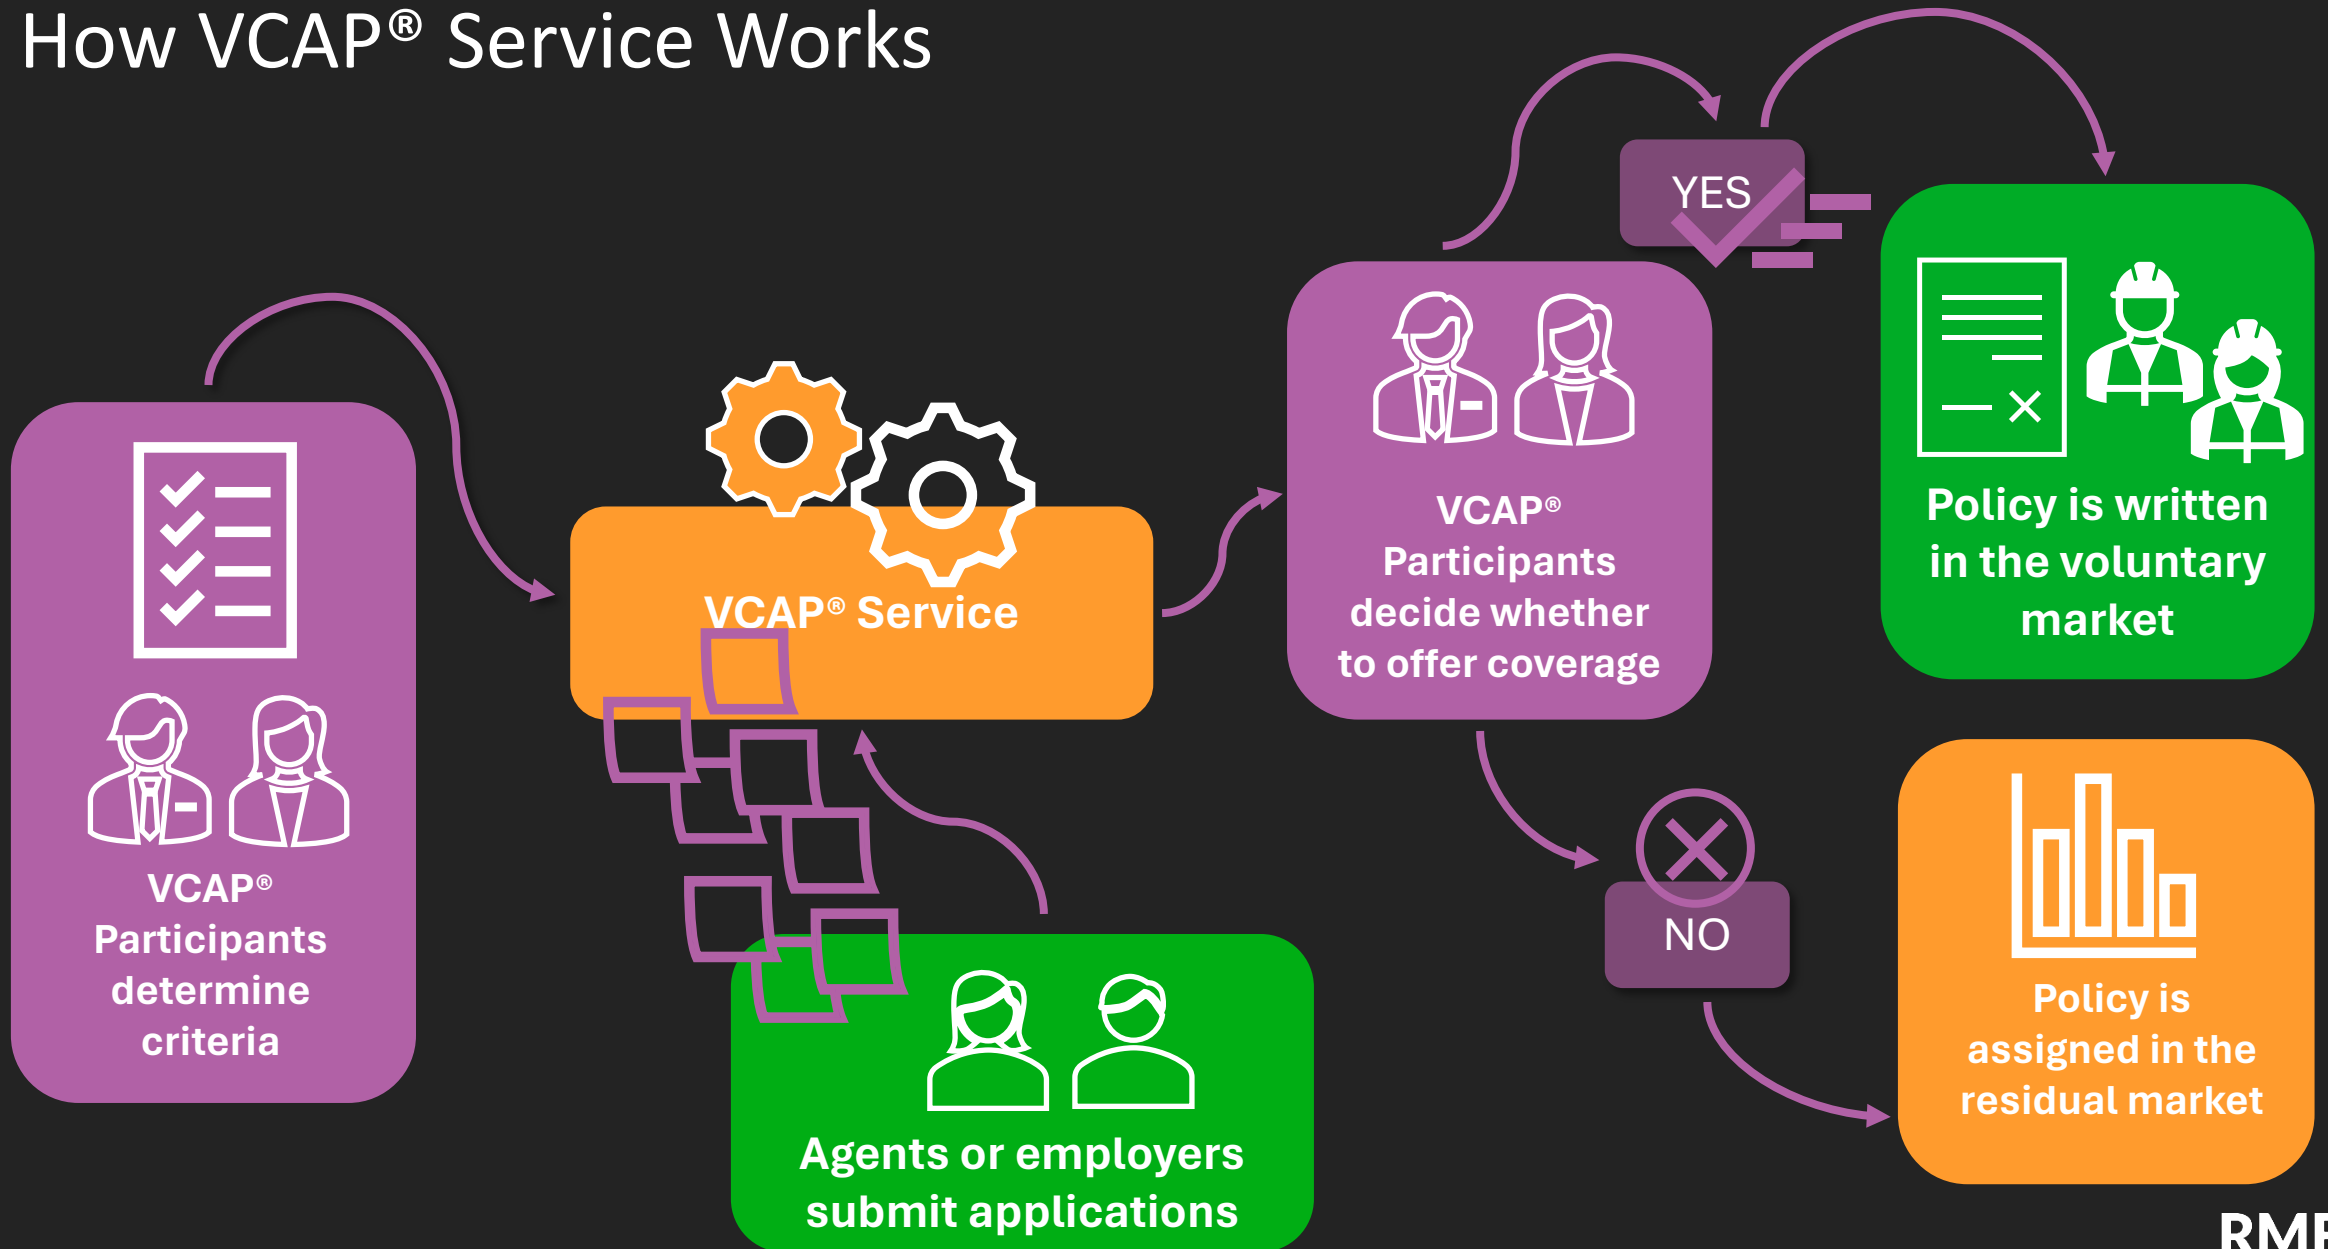 How VCAP® Service Works
VCAP®
Participants
determine
criteria
VCAP® Service
Agents or employers
submit applications
VCAP®
Participants
decide whether
to offer coverage
YES
Policy is written
in the voluntary
market
NO
Policy is
assigned in the
residual market